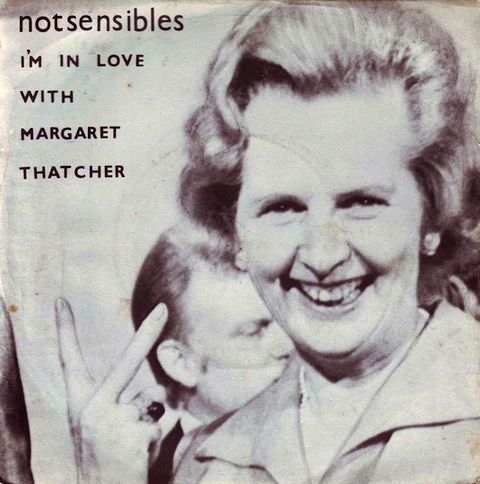 notsensibles
I'M IN LOVE
WITH
MARGARET
THATCHER